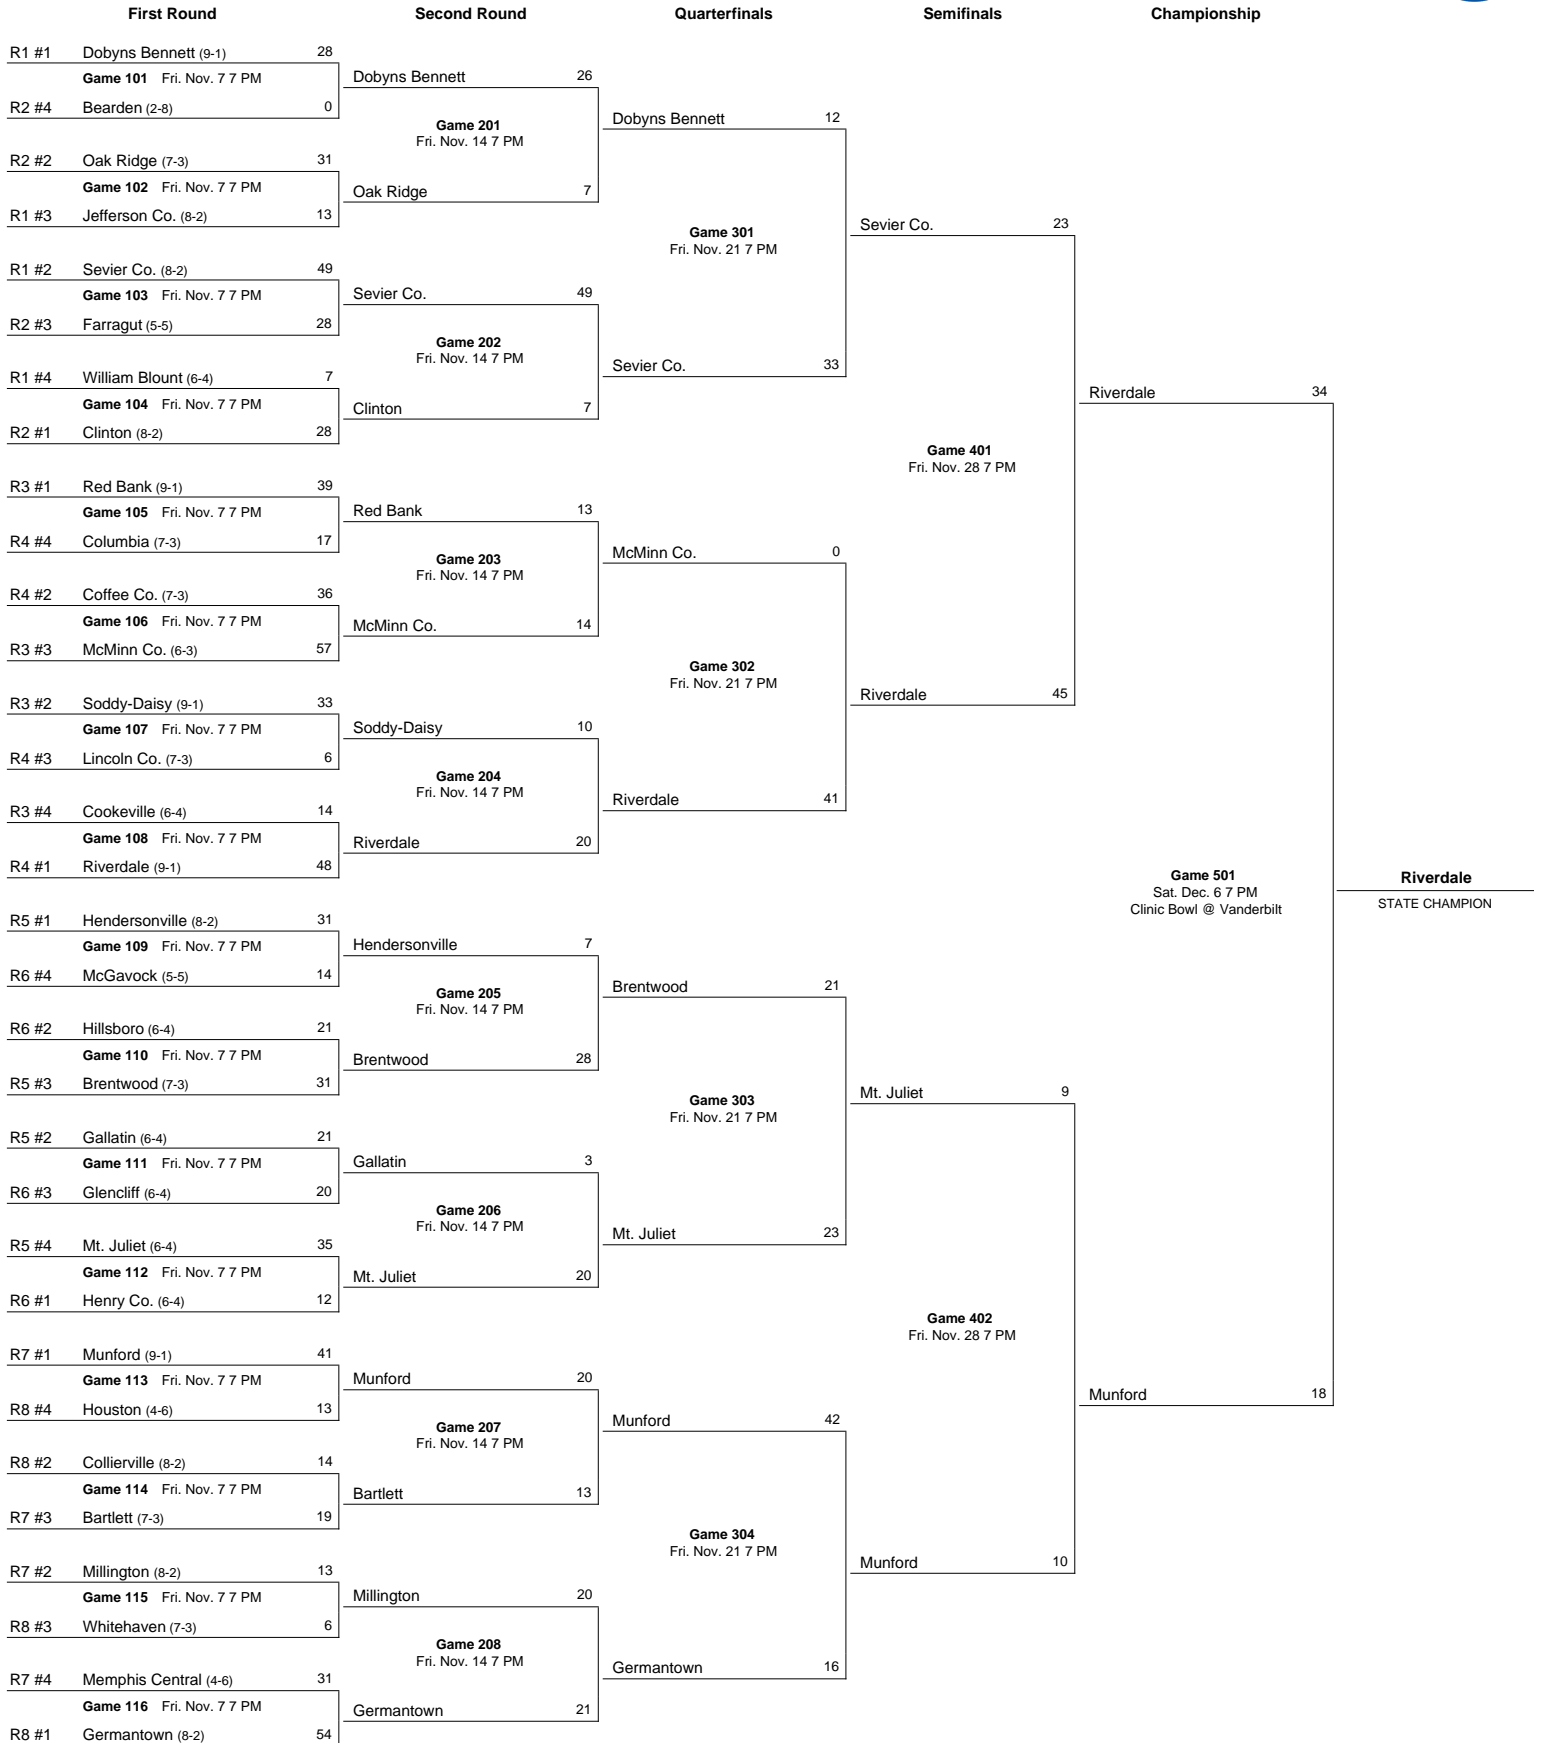 First Round Second Round Quarterfinals Semifinals Championship
R1 #1 Dobyns Bennett (9-1) 28
Game 101 Fri. Nov. 7 7 PM
R2 #4 Bearden (2-8) 0
R2 #2 Oak Ridge (7-3) 31
Game 102 Fri. Nov. 7 7 PM
R1 #3 Jefferson Co. (8-2) 13
R1 #2 Sevier Co. (8-2) 49
Game 103 Fri. Nov. 7 7 PM
R2 #3 Farragut (5-5) 28
R1 #4 William Blount (6-4) 7
Game 104 Fri. Nov. 7 7 PM
R2 #1 Clinton (8-2) 28
R3 #1 Red Bank (9-1) 39
Game 105 Fri. Nov. 7 7 PM
R4 #4 Columbia (7-3) 17
R4 #2 Coffee Co. (7-3) 36
Game 106 Fri. Nov. 7 7 PM
R3 #3 McMinn Co. (6-3) 57
R3 #2 Soddy-Daisy (9-1) 33
Game 107 Fri. Nov. 7 7 PM
R4 #3 Lincoln Co. (7-3) 6
R3 #4 Cookeville (6-4) 14
Game 108 Fri. Nov. 7 7 PM
R4 #1 Riverdale (9-1) 48
R5 #1 Hendersonville (8-2) 31
Game 109 Fri. Nov. 7 7 PM
R6 #4 McGavock (5-5) 14
R6 #2 Hillsboro (6-4) 21
Game 110 Fri. Nov. 7 7 PM
R5 #3 Brentwood (7-3) 31
R5 #2 Gallatin (6-4) 21
Game 111 Fri. Nov. 7 7 PM
R6 #3 Glencliff (6-4) 20
R5 #4 Mt. Juliet (6-4) 35
Game 112 Fri. Nov. 7 7 PM
R6 #1 Henry Co. (6-4) 12
R7 #1 Munford (9-1) 41
Game 113 Fri. Nov. 7 7 PM
R8 #4 Houston (4-6) 13
R8 #2 Collierville (8-2) 14
Game 114 Fri. Nov. 7 7 PM
R7 #3 Bartlett (7-3) 19
R7 #2 Millington (8-2) 13
Game 115 Fri. Nov. 7 7 PM
R8 #3 Whitehaven (7-3) 6
R7 #4 Memphis Central (4-6) 31
Game 116 Fri. Nov. 7 7 PM
R8 #1 Germantown (8-2) 54
Dobyns Bennett 26
Game 201
Fri. Nov. 14 7 PM
Oak Ridge 7
Sevier Co. 49
Game 202
Fri. Nov. 14 7 PM
Clinton 7
Red Bank 13
Game 203
Fri. Nov. 14 7 PM
McMinn Co. 14
Soddy-Daisy 10
Game 204
Fri. Nov. 14 7 PM
Riverdale 20
Hendersonville 7
Game 205
Fri. Nov. 14 7 PM
Brentwood 28
Gallatin 3
Game 206
Fri. Nov. 14 7 PM
Mt. Juliet 20
Munford 20
Game 207
Fri. Nov. 14 7 PM
Bartlett 13
Millington 20
Game 208
Fri. Nov. 14 7 PM
Germantown 21
Dobyns Bennett 12
Game 301
Fri. Nov. 21 7 PM
Sevier Co. 33
McMinn Co. 0
Game 302
Fri. Nov. 21 7 PM
Riverdale 41
Brentwood 21
Game 303
Fri. Nov. 21 7 PM
Mt. Juliet 23
Munford 42
Game 304
Fri. Nov. 21 7 PM
Germantown 16
Sevier Co. 23
Game 401
Fri. Nov. 28 7 PM
Riverdale 45
Mt. Juliet 9
Game 402
Fri. Nov. 28 7 PM
Munford 10
Riverdale 34
Game 501
Sat. Dec. 6 7 PM
Clinic Bowl @ Vanderbilt
Munford 18
Riverdale
STATE CHAMPION